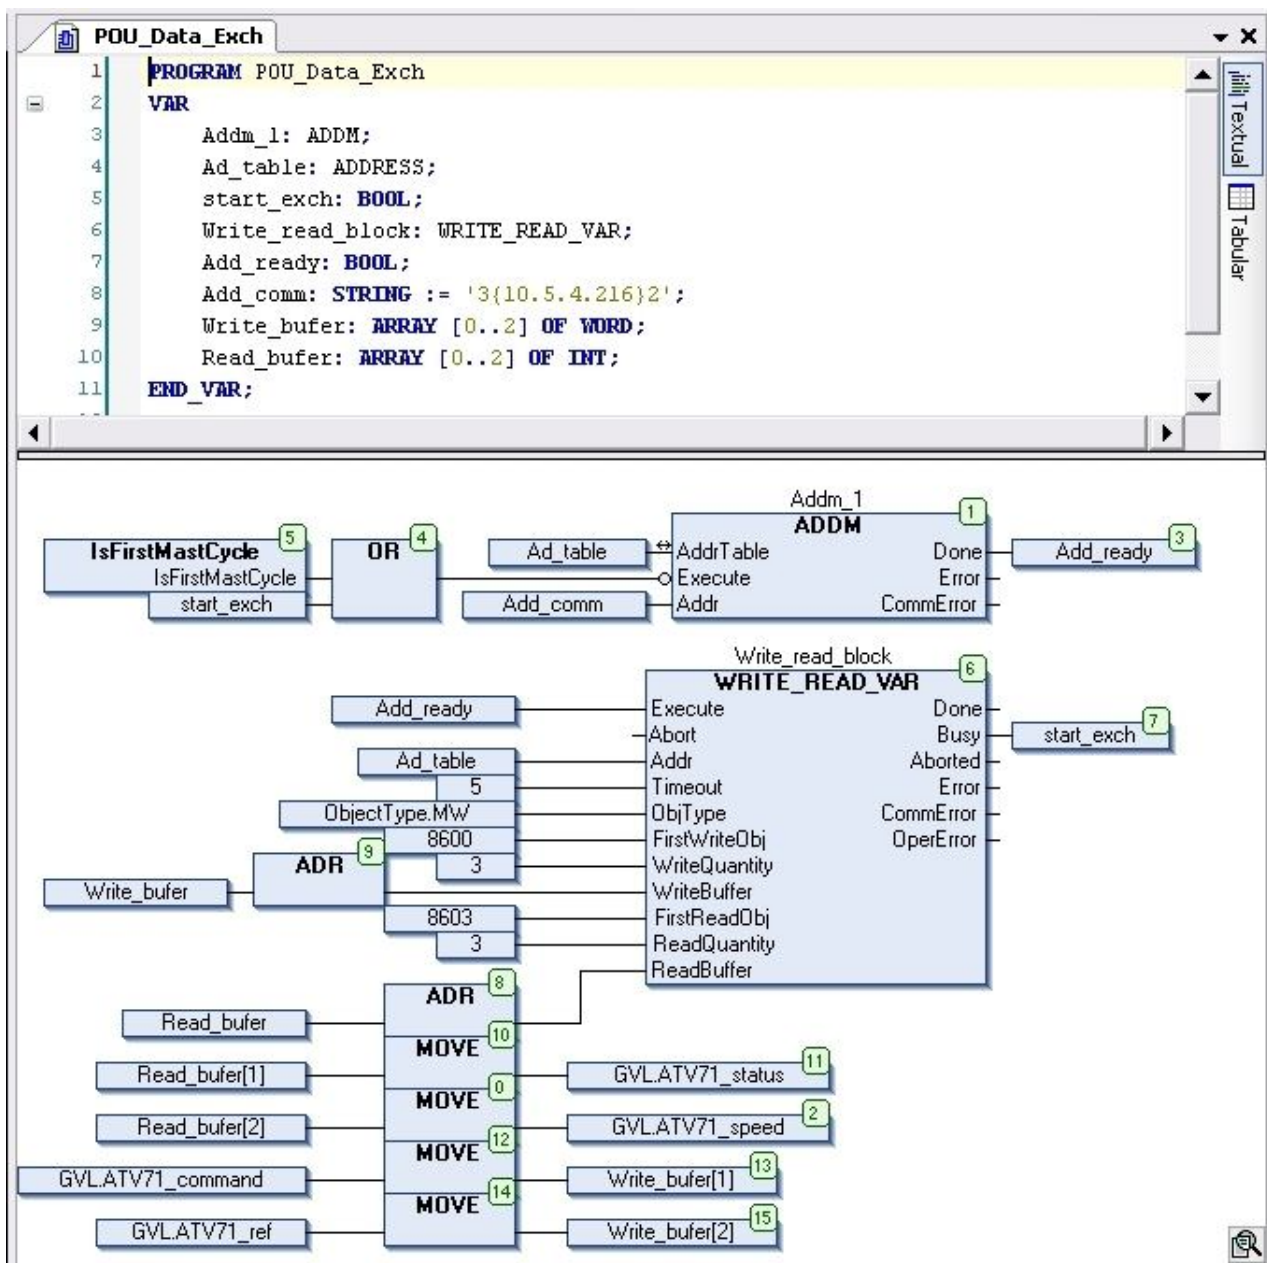 POU_Data_Exch
1 PROGRAM POU_Data_Exch
2 VAR
3 Addm_1: ADDM;
4 Ad_table: ADDRESS;
5 start_exch: BOOL;
6 Write_read_block: WRITE_READ_VAR;
7 Add_ready: BOOL;
8 Add_comm: STRING := '3{10.5.4.216}2';
9 Write_bufer: ARRAY [0..2] OF WORD;
10 Read_bufer: ARRAY [0..2] OF INT;
11 END_VAR;
Textual
Tabular
Addm_1
IsFirstMastCycle 5 OR 4 ADDM 1
Ad_table AddrTable Done Add_ready 3
IsFirstMastCycle Execute Error
start_exch Add_comm Addr CommError
Write_read_block
WRITE_READ_VAR 6
Add_ready Execute Done
Abort Busy start_exch 7
Ad_table Addr Aborted
5 Timeout Error
ObjectType.MW ObjType CommError
8600 FirstWriteObj OperError
ADR 9 3 WriteQuantity
Write_bufer WriteBuffer
8603 FirstReadObj
3 ReadQuantity
ReadBuffer
ADR 8
Read_bufer
MOVE 10
Read_bufer[1] GVL.ATV71_status 11
MOVE 0
Read_bufer[2] GVL.ATV71_speed 2
MOVE 12
GVL.ATV71_command Write_bufer[1] 13
MOVE 14
GVL.ATV71_ref Write_bufer[2] 15